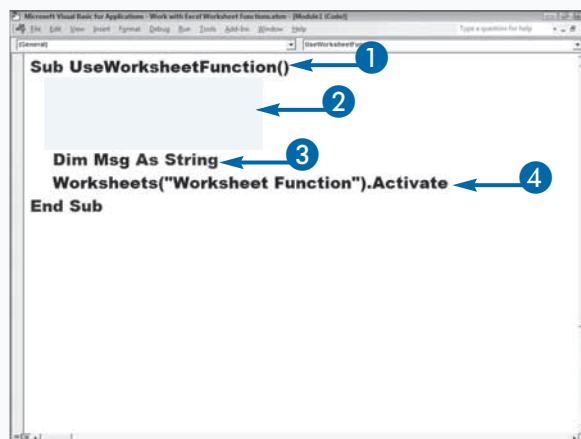 Microsoft Visual Basic for Applications - Work with Excel Worksheet Functions.xlsm - [Module1 (Code)]
File Edit View Insert Format Debug Run Tools Add-Ins Window Help Type a question for help
(General) UseWorksheetFunction
Sub UseWorksheetFunction() 1
2
Dim Msg As String 3
Worksheets("Worksheet Function").Activate 4
End Sub